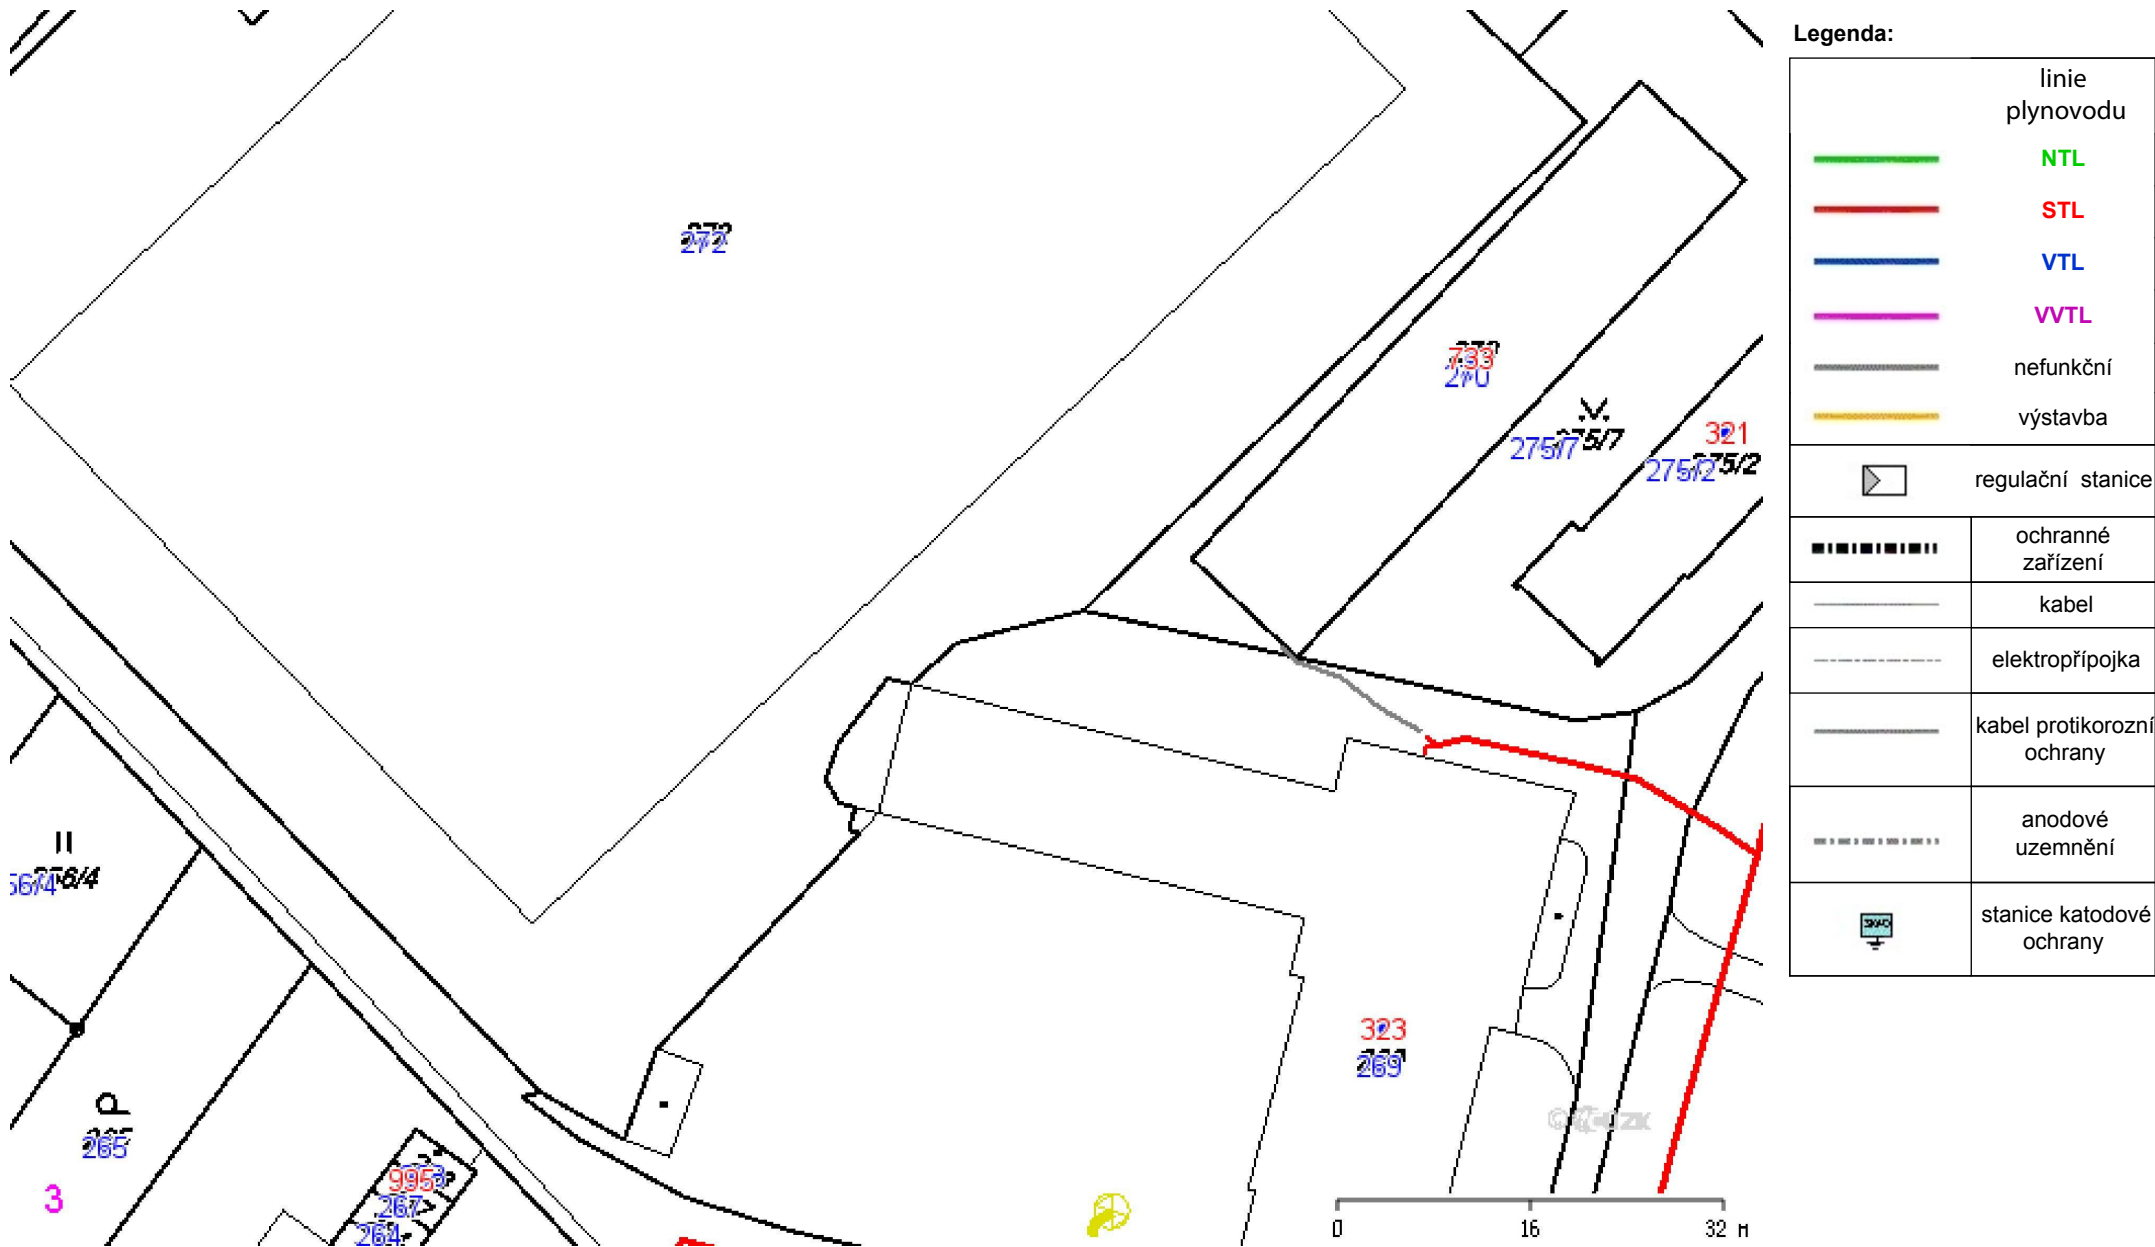 Legenda:
linie
plynovodu
NTL
STL
VTL
VVTL
nefunkční
výstavba
regulační stanice
ochranné
zařízení
kabel
elektropřípojka
kabel protikorozní
ochrany
anodové
uzemnění
stanice katodové
ochrany
272
733
270
275/7 275/7
321
275/2 275/2
56/4
323
269
265
3
995
267
264
0 16 32 M